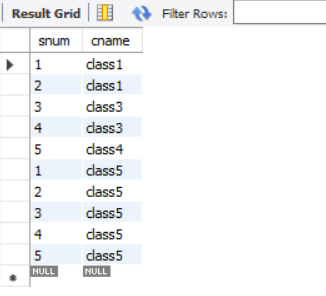 Result Grid Filter Rows:
snum cname
1 class1
2 class1
3 class3
4 class3
5 class4
1 class5
2 class5
3 class5
4 class5
5 class5
NULL NULL